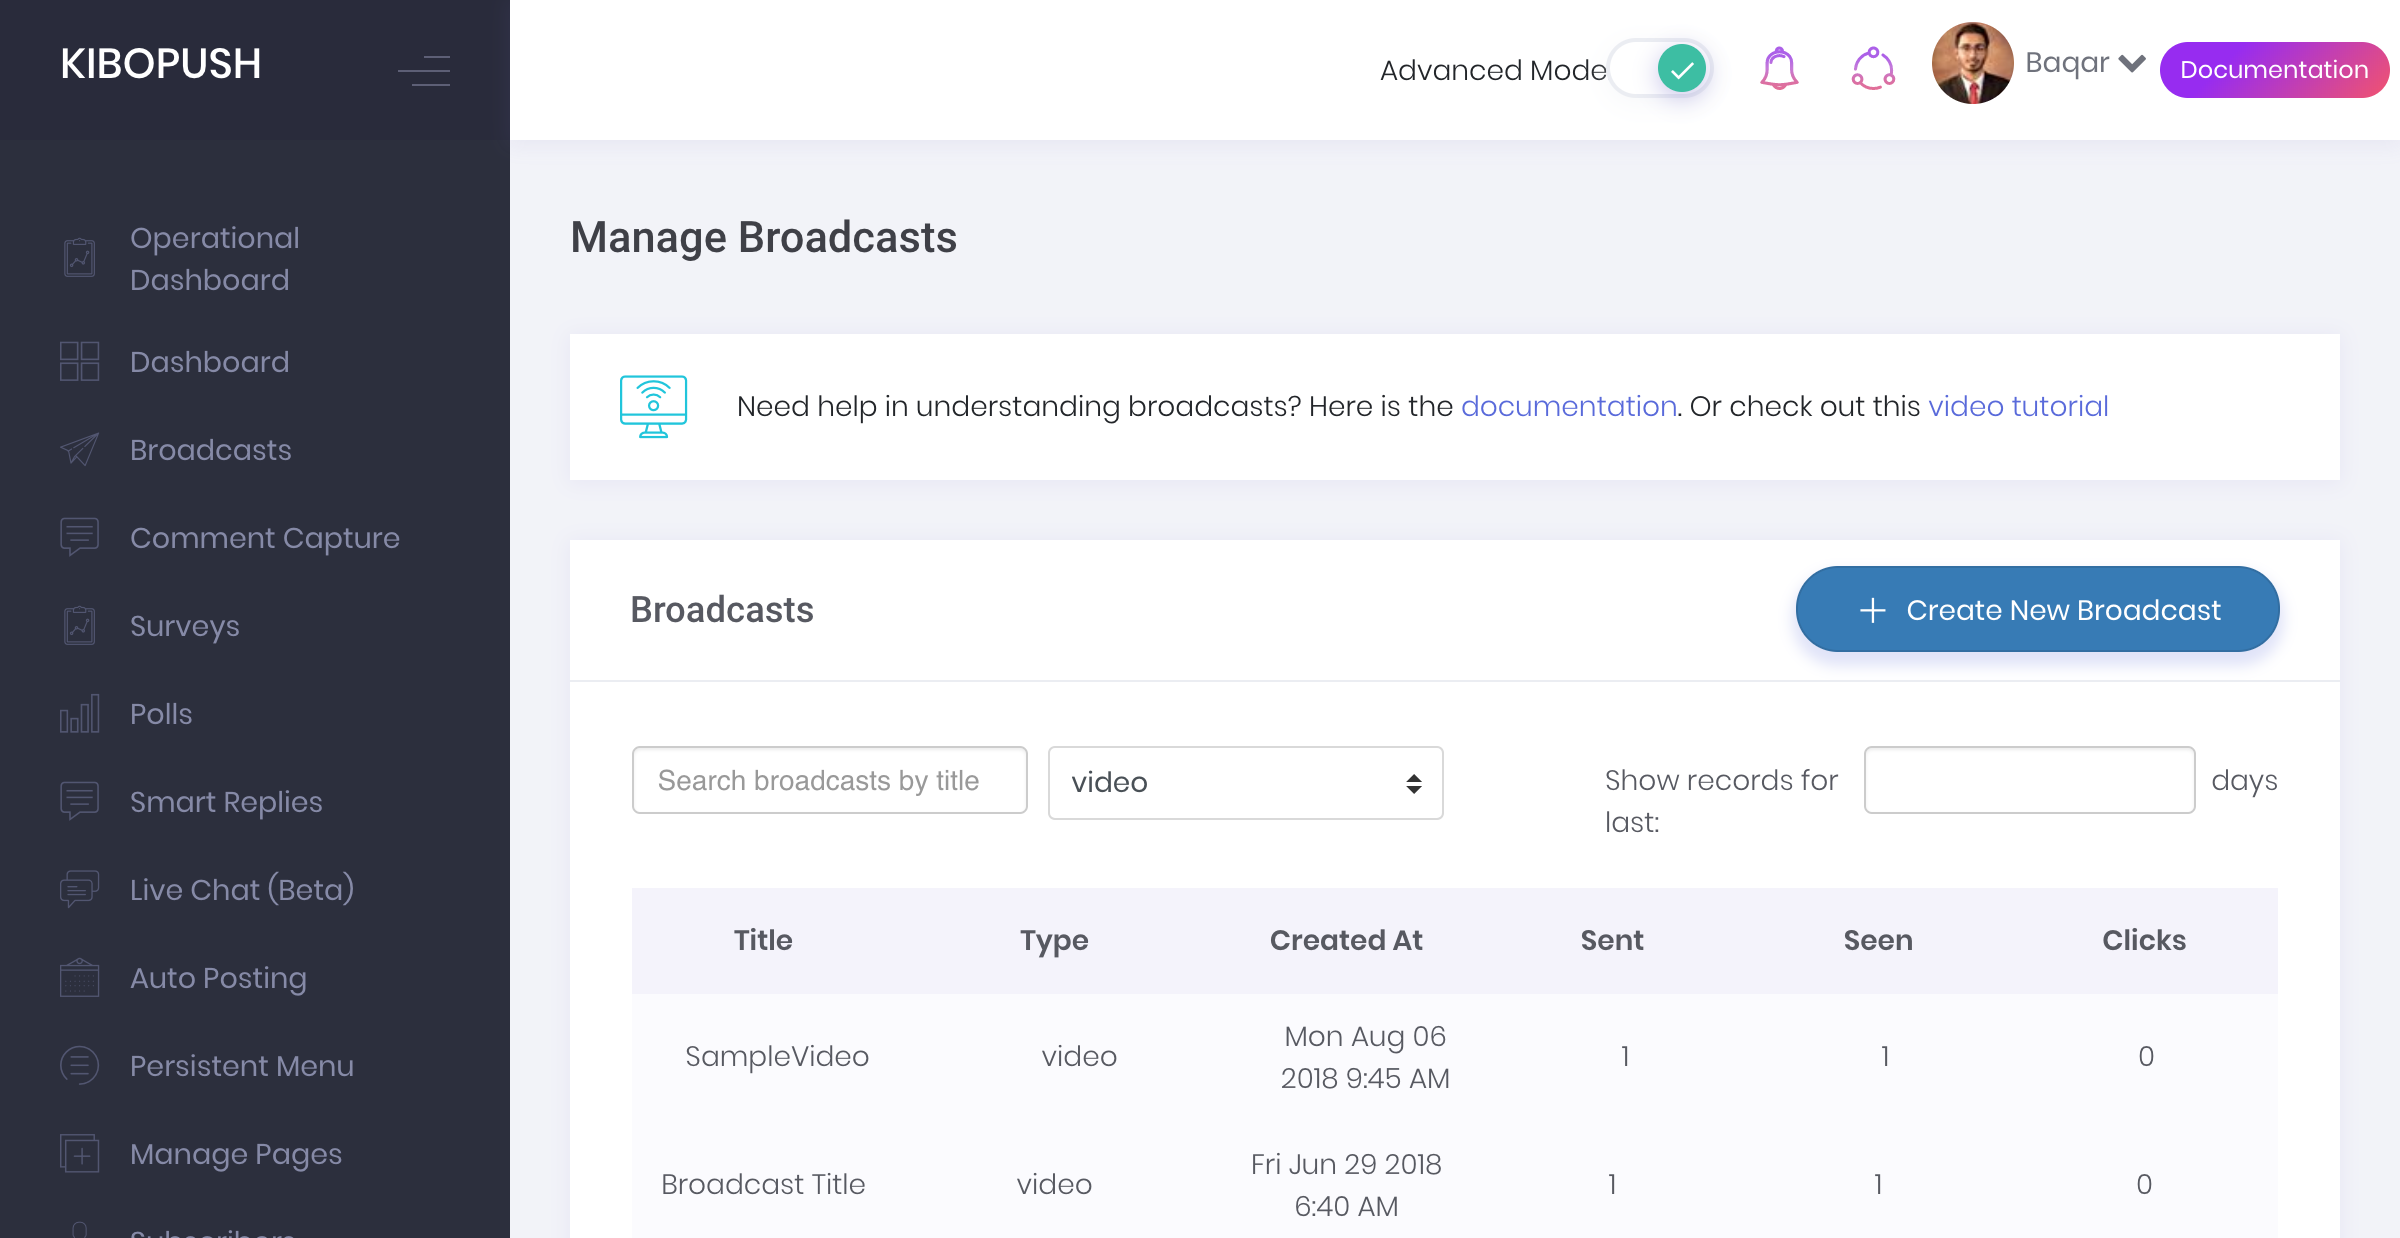 KIBOPUSH
Advanced Mode
Baqar
Documentation
Operational
Dashboard
Dashboard
Broadcasts
Comment Capture
Surveys
Polls
Smart Replies
Live Chat (Beta)
Auto Posting
Persistent Menu
Manage Pages
Subscribers
Manage Broadcasts
Need help in understanding broadcasts? Here is the documentation. Or check out this video tutorial
Broadcasts
Create New Broadcast
Search broadcasts by title
video
Show records for
last:
days
Title Type Created At Sent Seen Clicks
SampleVideo video Mon Aug 06
2018 9:45 AM 1 1 0
Broadcast Title video Fri Jun 29 2018
6:40 AM 1 1 0